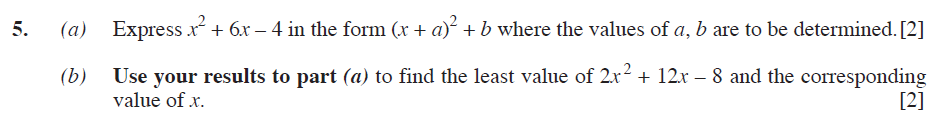 5. (a) Express x² + 6x – 4 in the form (x + a)² + b where the values of a, b are to be determined. [2]
(b) Use your results to part (a) to find the least value of 2x² + 12x – 8 and the corresponding
value of x. [2]